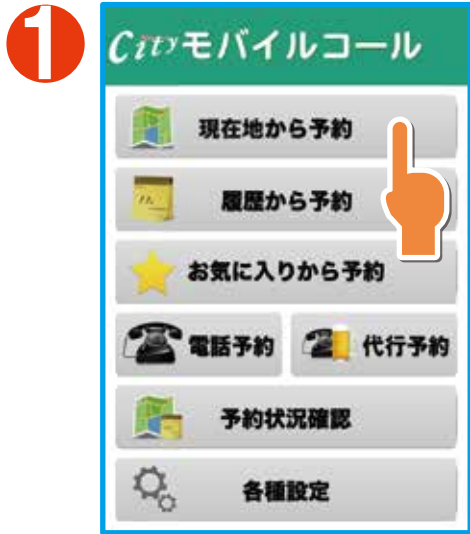 1
Cityモバイルコール
現在地から予約
履歴から予約
お気に入りから予約
電話予約 代行予約
予約状況確認
各種設定